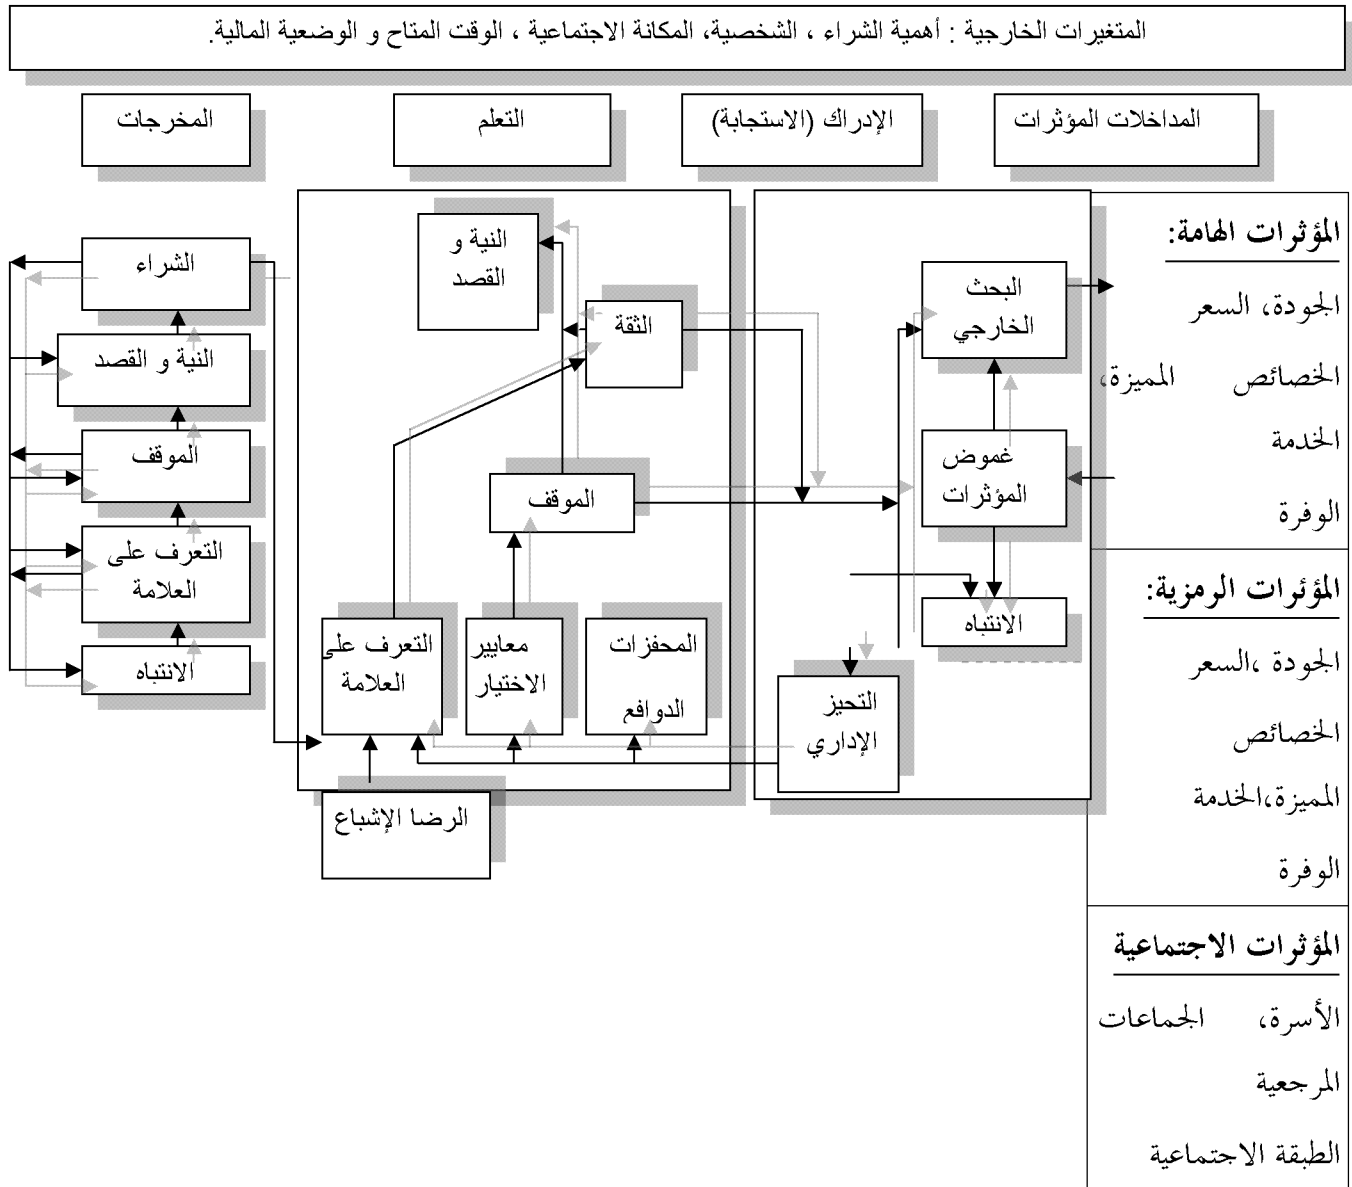 المتغيرات الخارجية : أهمية الشراء ، الشخصية، المكانة الاجتماعية ، الوقت المتاح و الوضعية المالية.
المداخلات المؤثرات
الإدراك (الاستجابة)
التعلم
المخرجات
المؤثرات الهامة:
الجودة، السعر
الخصائص المميزة،
الخدمة
الوفرة
المؤثرات الرمزية:
الجودة ،السعر
الخصائص
المميزة،الخدمة
الوفرة
المؤثرات الاجتماعية
الأسرة، الجماعات
المرجعية
الطبقة الاجتماعية
البحث
الخارجي
غموض
المؤثرات
الانتباه
التحيز
الإداري
النية و
القصد
الثقة
الموقف
المحفزات
الدوافع
معايير
الاختيار
التعرف على
العلامة
الرضا الإشباع
الشراء
النية و القصد
الموقف
التعرف على
العلامة
الانتباه